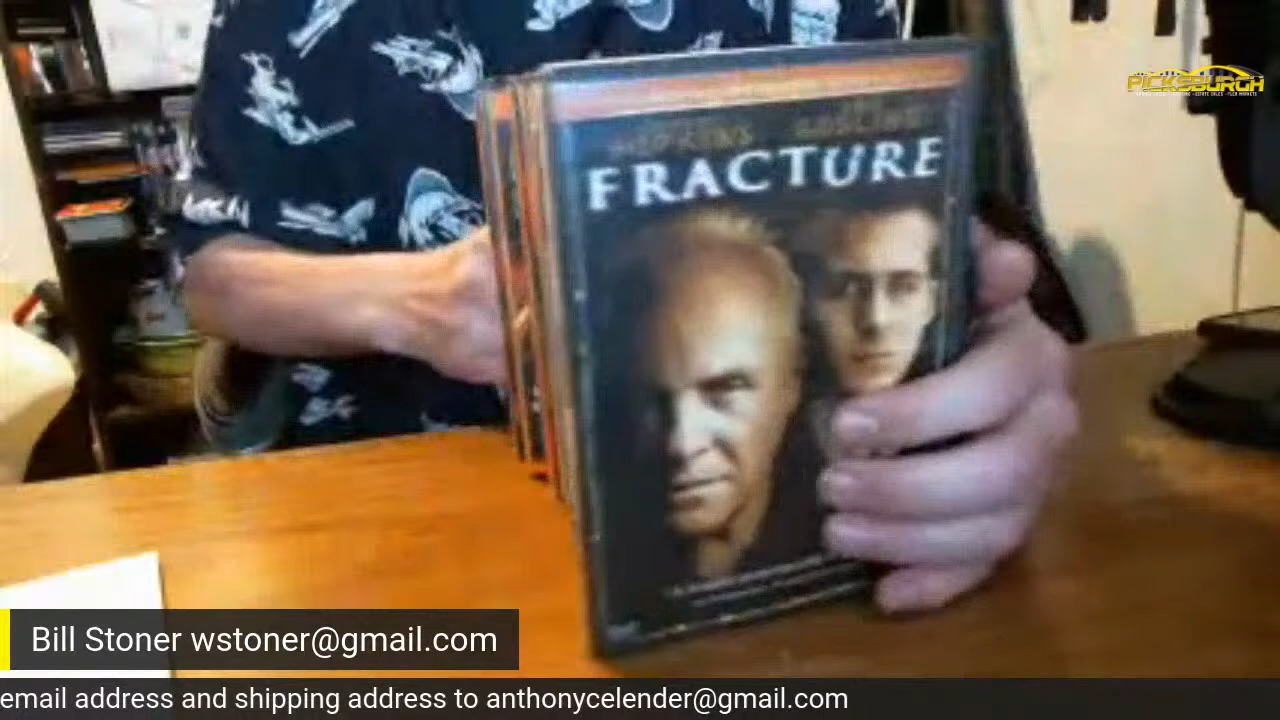 PICKSBURGH
FRACTURE
Bill Stoner wstoner@gmail.com
email address and shipping address to anthonycelender@gmail.com